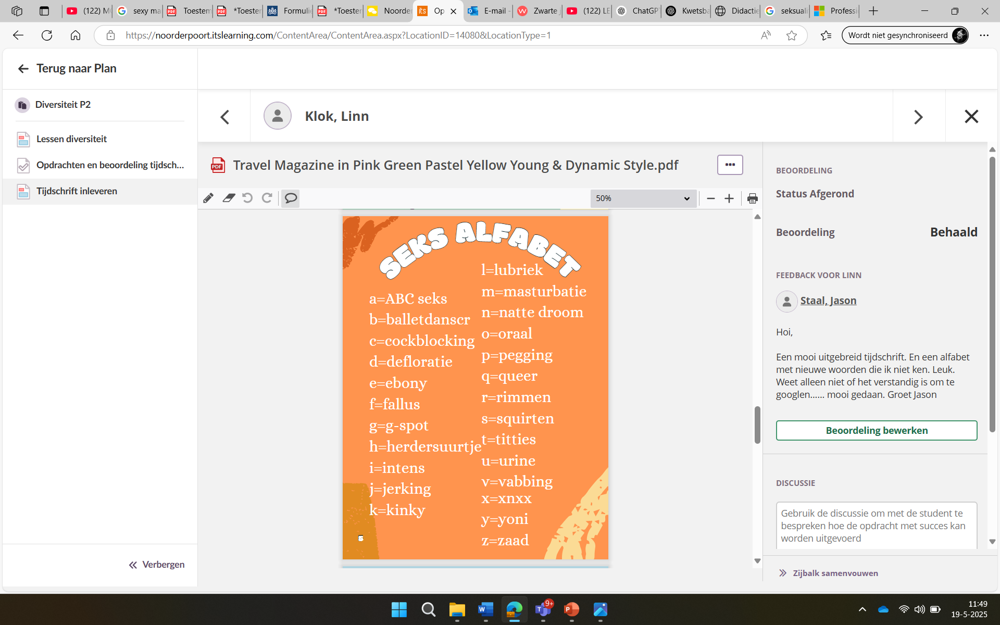 (122) M
sexy ma
Toestem
*Toester
Formulie
*Toester
Noorder
its
Op
E-mail -
Zwarte j
(122) LE
ChatGP
Kwetsba
Didactie
seksuali
Professi
https://noorderpoort.itslearning.com/ContentArea/ContentArea.aspx?LocationID=14080&LocationType=1
Wordt niet gesynchroniseerd
Terug naar Plan
Diversiteit P2
Lessen diversiteit
Opdrachten en beoordeling tijdsch...
Tijdschrift inleveren
Verbergen
Klok, Linn
PDF
Travel Magazine in Pink Green Pastel Yellow Young & Dynamic Style.pdf
50%
SEKS ALFABET
a=ABC seks
b=balletdanscr
c=cockblocking
d=defloratie
e=ebony
f=fallus
g=g-spot
h=herdersuurtje
i=intens
j=jerking
k=kinky
l=lubriek
m=masturbatie
n=natte droom
o=oraal
p=pegging
q=queer
r=rimmen
s=squirten
t=titties
u=urine
v=vabbing
x=xnxx
y=yoni
z=zaad
5
BEOORDELING
Status Afgerond
Beoordeling
Behaald
FEEDBACK VOOR LINN
Staal, Jason
Hoi,
Een mooi uitgebreid tijdschrift. En een alfabet
met nieuwe woorden die ik niet ken. Leuk.
Weet alleen niet of het verstandig is om te
googlen...... mooi gedaan. Groet Jason
Beoordeling bewerken
DISCUSSIE
Gebruik de discussie om met de student te
bespreken hoe de opdracht met succes kan
worden uitgevoerd
Zijbalk samenvouwen
9+
11:49
19-5-2025